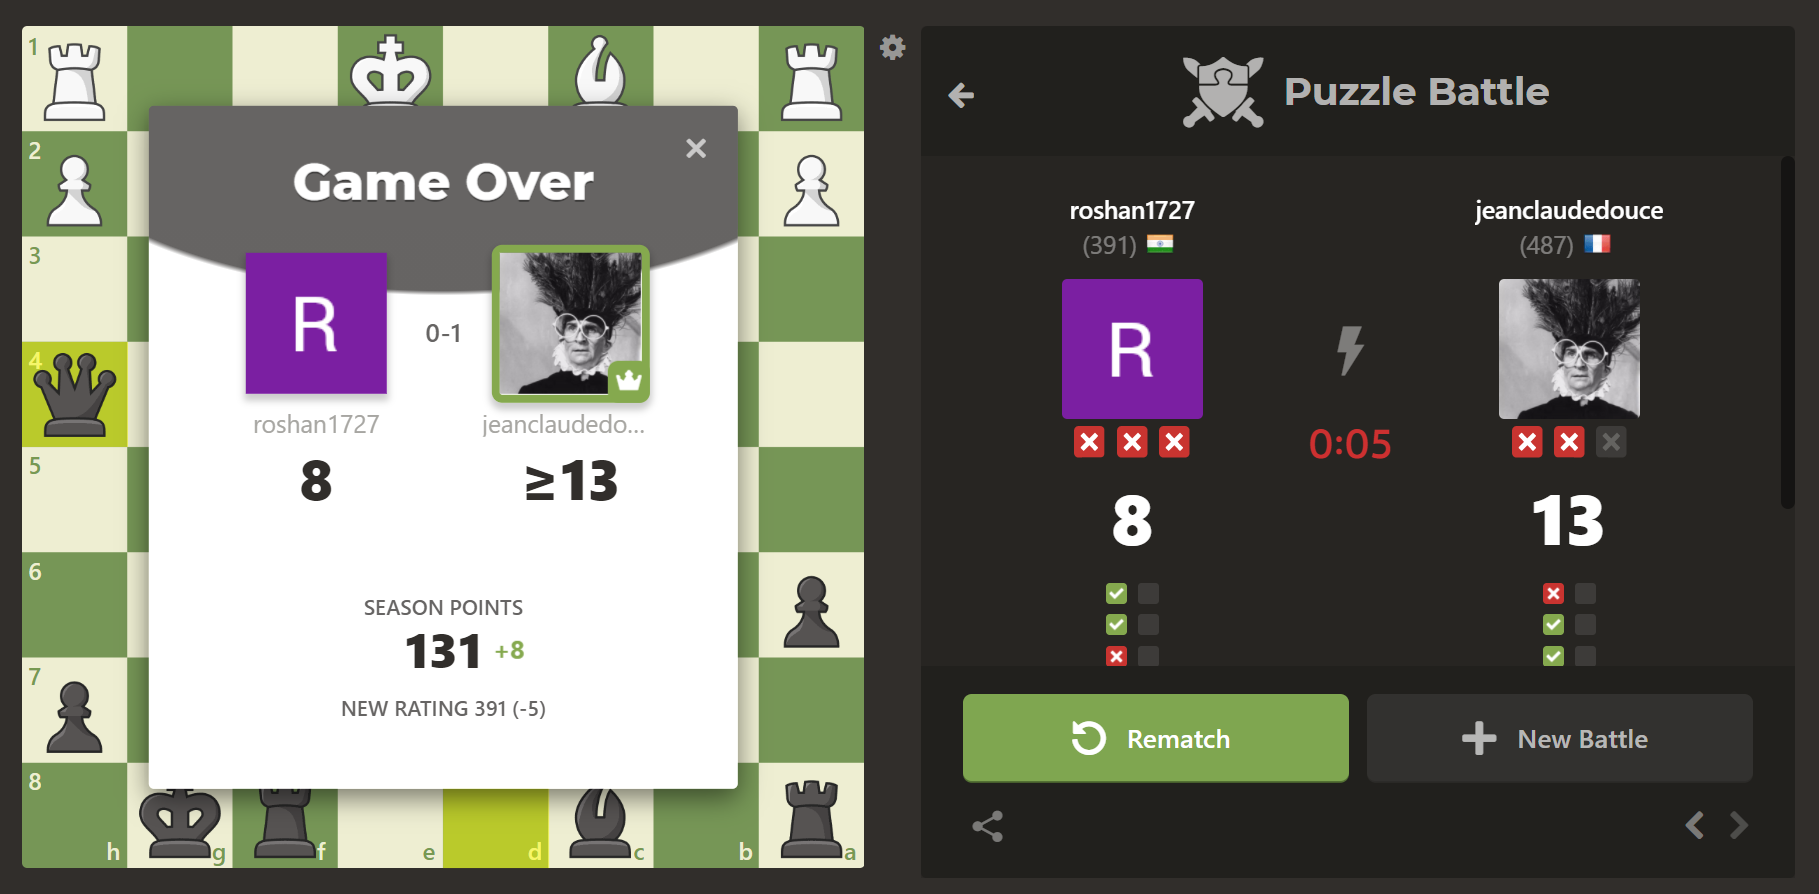 1
2
3
4
5
6
7
8
h
g
f
e
d
c
b
a
Game Over
R
0-1
roshan1727
jeanclaudedo...
8
≥13
SEASON POINTS
131 +8
NEW RATING 391 (-5)
Puzzle Battle
roshan1727
(391)
jeanclaudedouce
(487)
R
0:05
8
13
Rematch
New Battle